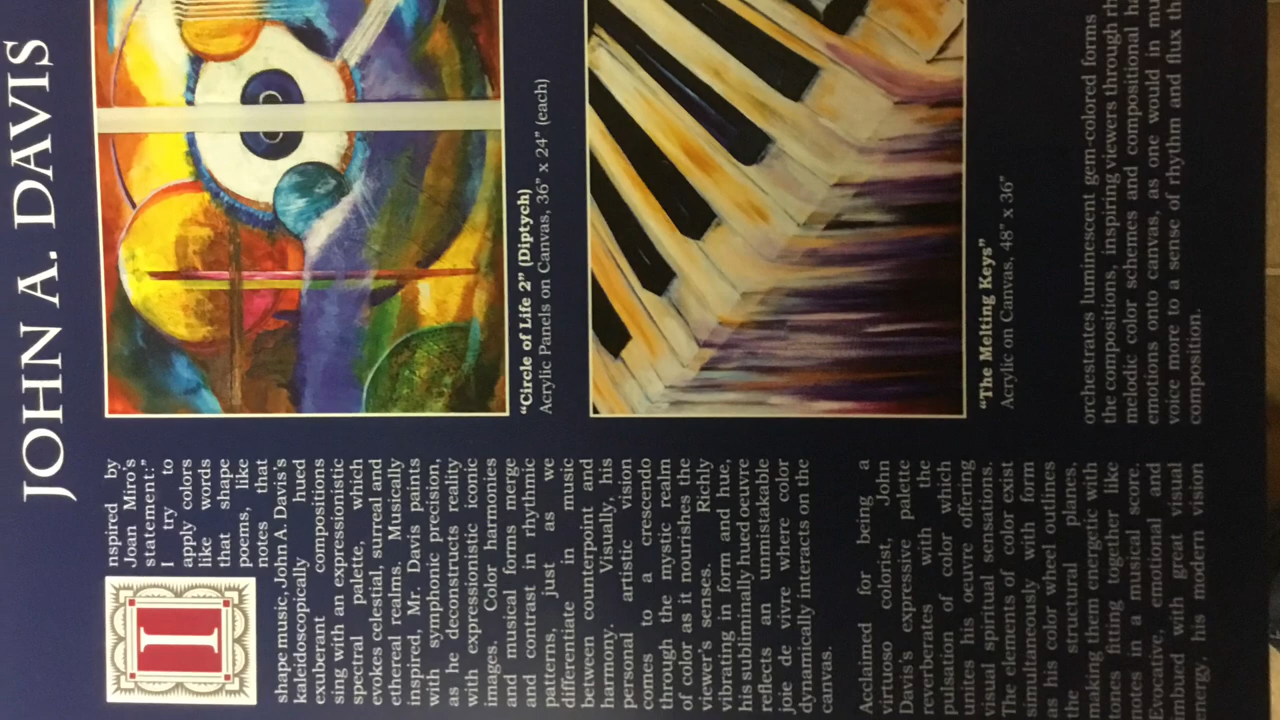 JOHN A. DAVIS
Inspired by
Joan Miro's
statement:"
I try to
apply colors
like words
that shape
poems, like
notes that
shape music, John A. Davis's
kaleidoscopically hued
exuberant compositions
sing with an expressionistic
spectral palette, which
evokes celestial, surreal and
ethereal realms. Musically
inspired, Mr. Davis paints
with symphonic precision,
as he deconstructs reality
with expressionistic iconic
images. Color harmonies
and musical forms merge
and contrast in rhythmic
patterns, just as we
differentiate in music
between counterpoint and
harmony. Visually, his
personal artistic vision
comes to a crescendo
through the mystic realm
of color as it nourishes the
viewer's senses. Richly
vibrating in form and hue,
his subliminally hued oeuvre
reflects an unmistakable
joie de vivre where color
dynamically interacts on the
canvas.
Acclaimed for being a
virtuoso colorist, John
Davis's expressive palette
reverberates with the
pulsation of color which
unites his oeuvre offering
visual spiritual sensations.
The elements of color exist
simultaneously with form
as his color wheel outlines
the structural planes,
making them energetic with
tones fitting together like
notes in a musical score.
Evocative, emotional and
imbued with great visual
energy, his modern vision
"Circle of Life 2" (Diptych)
Acrylic Panels on Canvas, 36" x 24" (each)
"The Melting Keys"
Acrylic on Canvas, 48" x 36"
orchestrates luminescent gem-colored forms
the compositions, inspiring viewers through
melodic color schemes and compositional
emotions onto canvas, as one would in
voice more to a sense of rhythm and flux
composition.